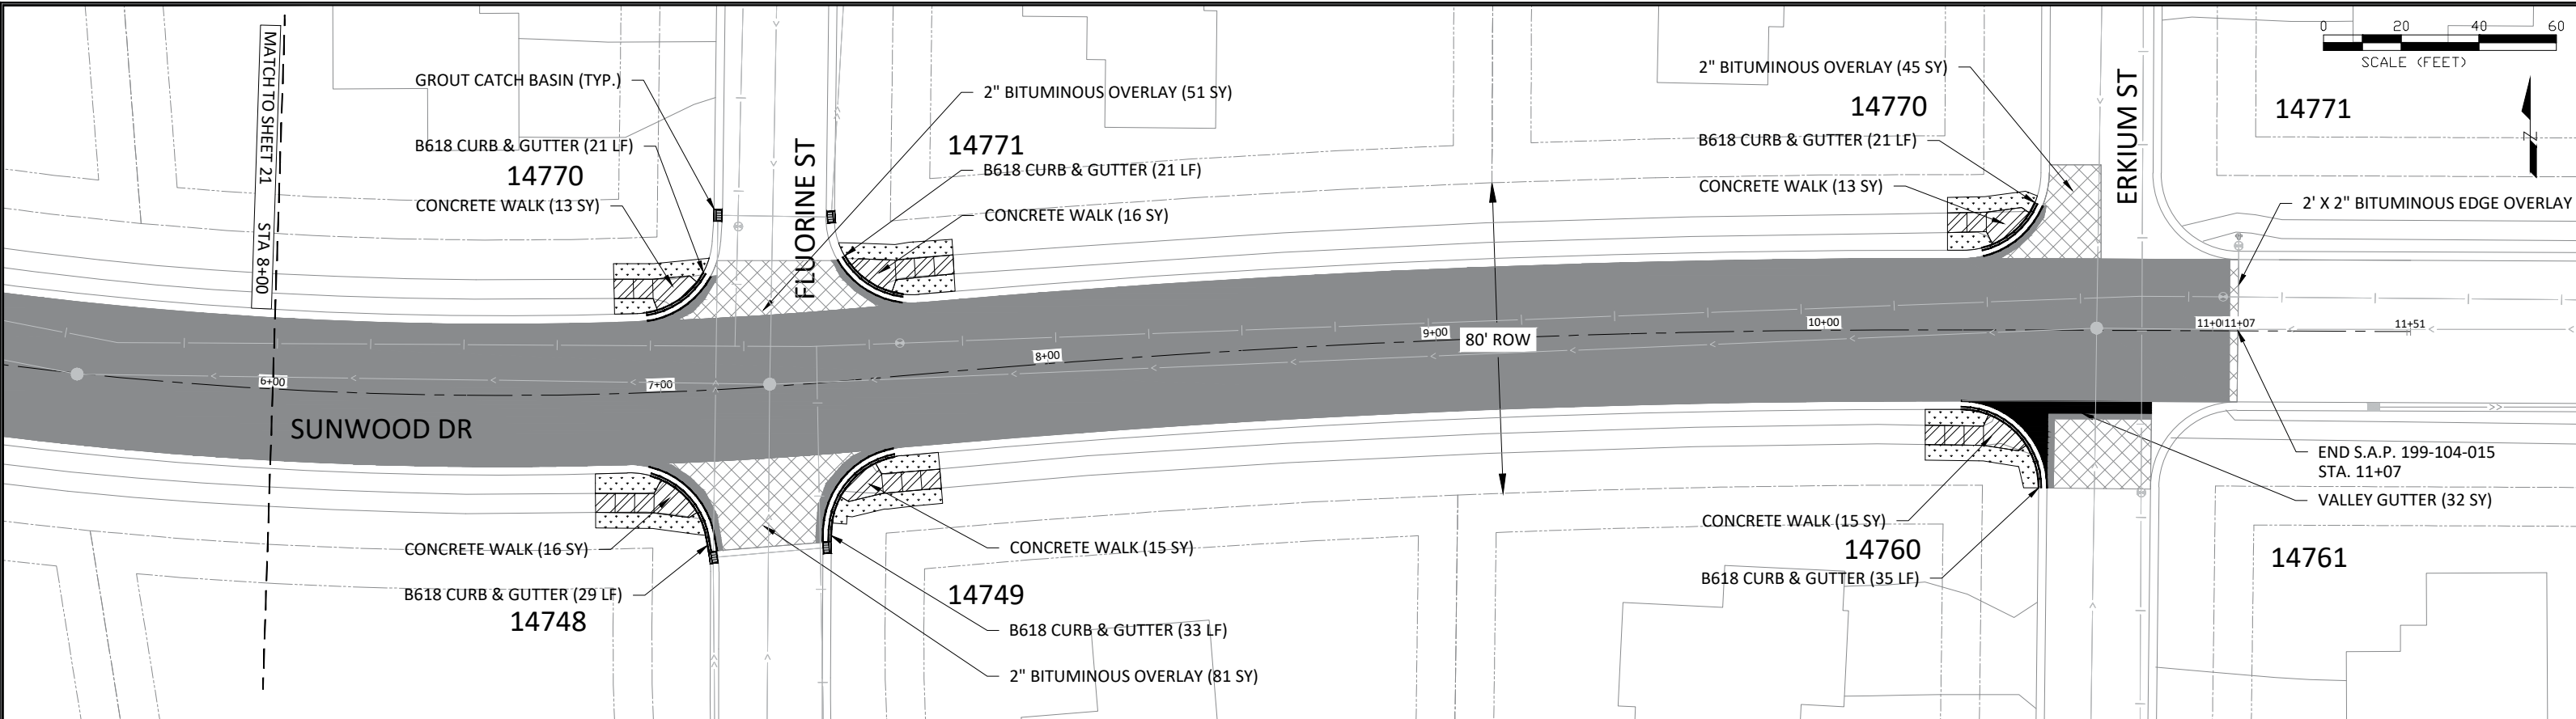 MATCH TO SHEET 21 STA 8+00
GROUT CATCH BASIN (TYP.)
B618 CURB & GUTTER (21 LF)
14770
CONCRETE WALK (13 SY)
FLUORINE ST
2" BITUMINOUS OVERLAY (51 SY)
14771
B618 CURB & GUTTER (21 LF)
CONCRETE WALK (16 SY)
2" BITUMINOUS OVERLAY (45 SY)
14770
B618 CURB & GUTTER (21 LF)
CONCRETE WALK (13 SY)
ERKIUM ST
0 20 40 60
SCALE (FEET)
14771
N
2' X 2" BITUMINOUS EDGE OVERLAY
6+00
7+00
8+00
9+00
80' ROW
10+00
11+07
11+51
SUNWOOD DR
CONCRETE WALK (16 SY)
B618 CURB & GUTTER (29 LF)
14748
CONCRETE WALK (15 SY)
14749
B618 CURB & GUTTER (33 LF)
2" BITUMINOUS OVERLAY (81 SY)
CONCRETE WALK (15 SY)
14760
B618 CURB & GUTTER (35 LF)
END S.A.P. 199-104-015
STA. 11+07
VALLEY GUTTER (32 SY)
14761